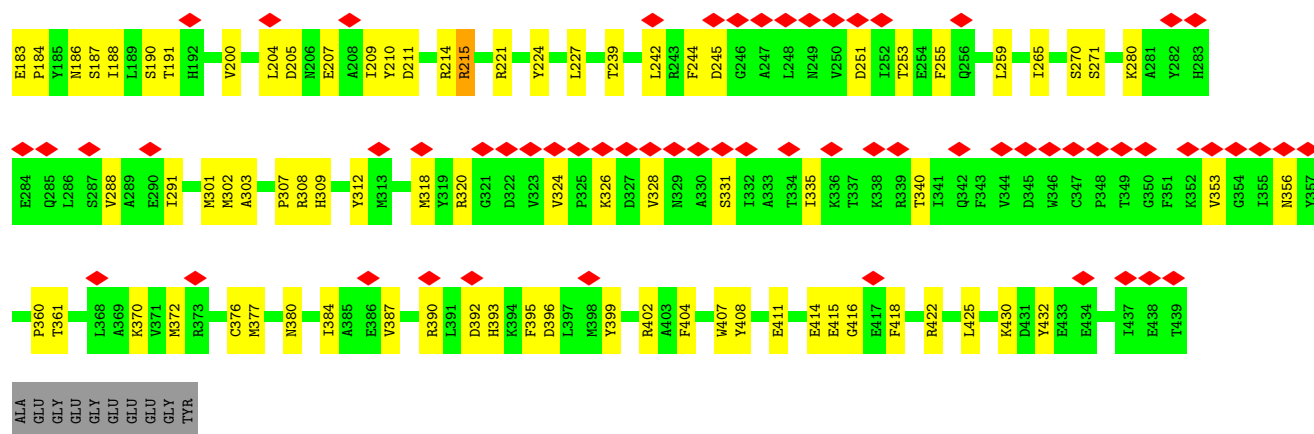 E183 P184 Y185 N186 S187 I188 L189 S190 T191 H192 V200 L204 D205 N206 E207 A208 I209 Y210 D211 R214 R215 R221 Y224 L227 T239 L242 R243 F244 D245 G246 A247 L248 N249 V250 D251 I252 T253 E254 F255 Q256 L259 I265 S270 S271 K280 A281 Y282 H283
E284 Q285 L286 S287 V288 A289 E290 I291 M301 M302 A303 P307 R308 H309 Y312 M313 M318 Y319 R320 G321 D322 V323 V324 P325 K326 D327 V328 N329 A330 S331 I332 A333 T334 I335 K336 T337 K338 R339 T340 I341 Q342 F343 V344 D345 W346 G347 P348 T349 G350 F351 K352 V353 G354 I355 N356 Y357
P360 T361 L368 A369 K370 V371 M372 R373 C376 M377 N380 I384 A385 E386 V387 R390 L391 D392 H393 K394 F395 D396 L397 M398 Y399 R402 A403 F404 W407 Y408 E411 E414 E415 G416 E417 F418 R422 L425 K430 D431 Y432 E433 E434 I437 E438 T439
ALA GLU GLY GLU GLY GLU GLU GLU GLY TYR